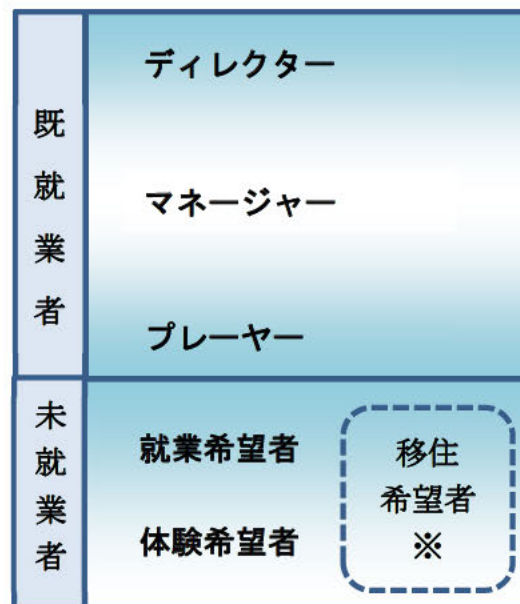 既就業者
ディレクター
マネージャー
プレーヤー
未就業者
就業希望者
体験希望者
移住
希望者
※